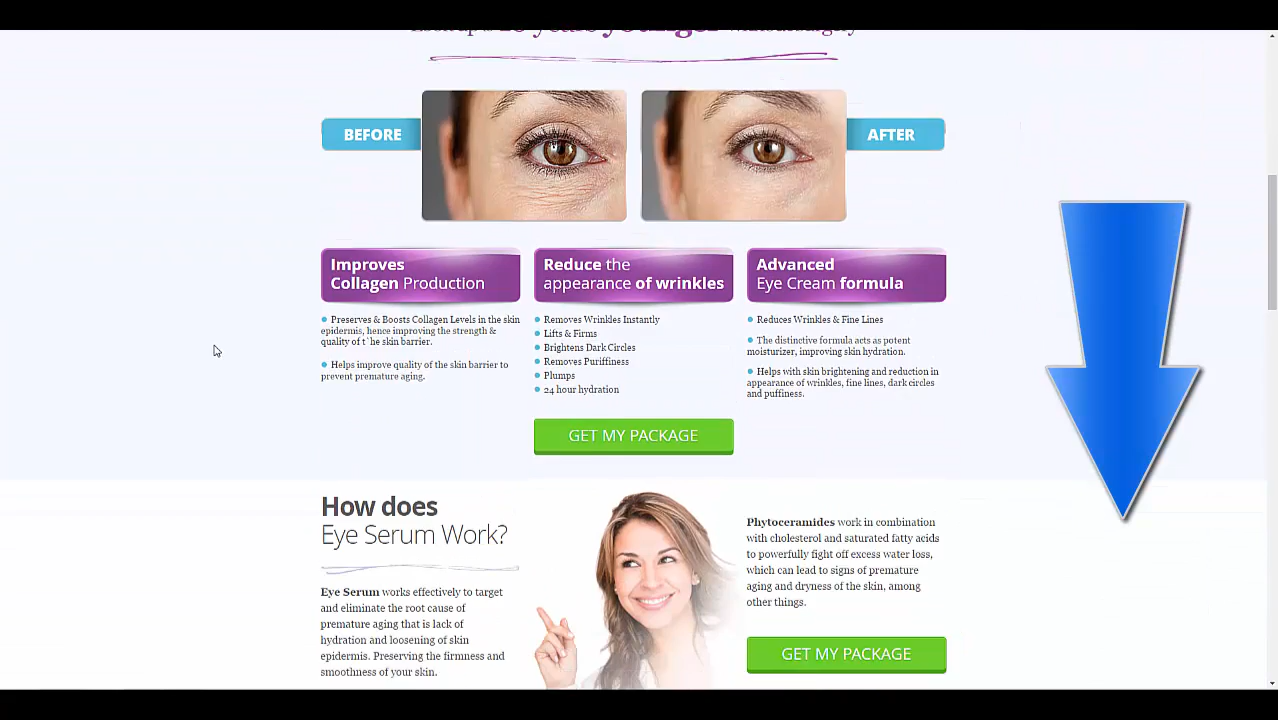 years younger
BEFORE
AFTER
Improves
Collagen Production
Preserves & Boosts Collagen Levels in the skin
epidermis, hence improving the strength &
quality of t`he skin barrier.
Helps improve quality of the skin barrier to
prevent premature aging.
Reduce the
appearance of wrinkles
Removes Wrinkles Instantly
Lifts & Firms
Brightens Dark Circles
Removes Puriffiness
Plumps
24 hour hydration
Advanced
Eye Cream formula
Reduces Wrinkles & Fine Lines
The distinctive formula acts as potent
moisturizer, improving skin hydration.
Helps with skin brightening and reduction in
appearance of wrinkles, fine lines, dark circles
and puffiness.
GET MY PACKAGE
How does
Eye Serum Work?
Eye Serum works effectively to target
and eliminate the root cause of
premature aging that is lack of
hydration and loosening of skin
epidermis. Preserving the firmness and
smoothness of your skin.
Phytoceramides work in combination
with cholesterol and saturated fatty acids
to powerfully fight off excess water loss,
which can lead to signs of premature
aging and dryness of the skin, among
other things.
GET MY PACKAGE